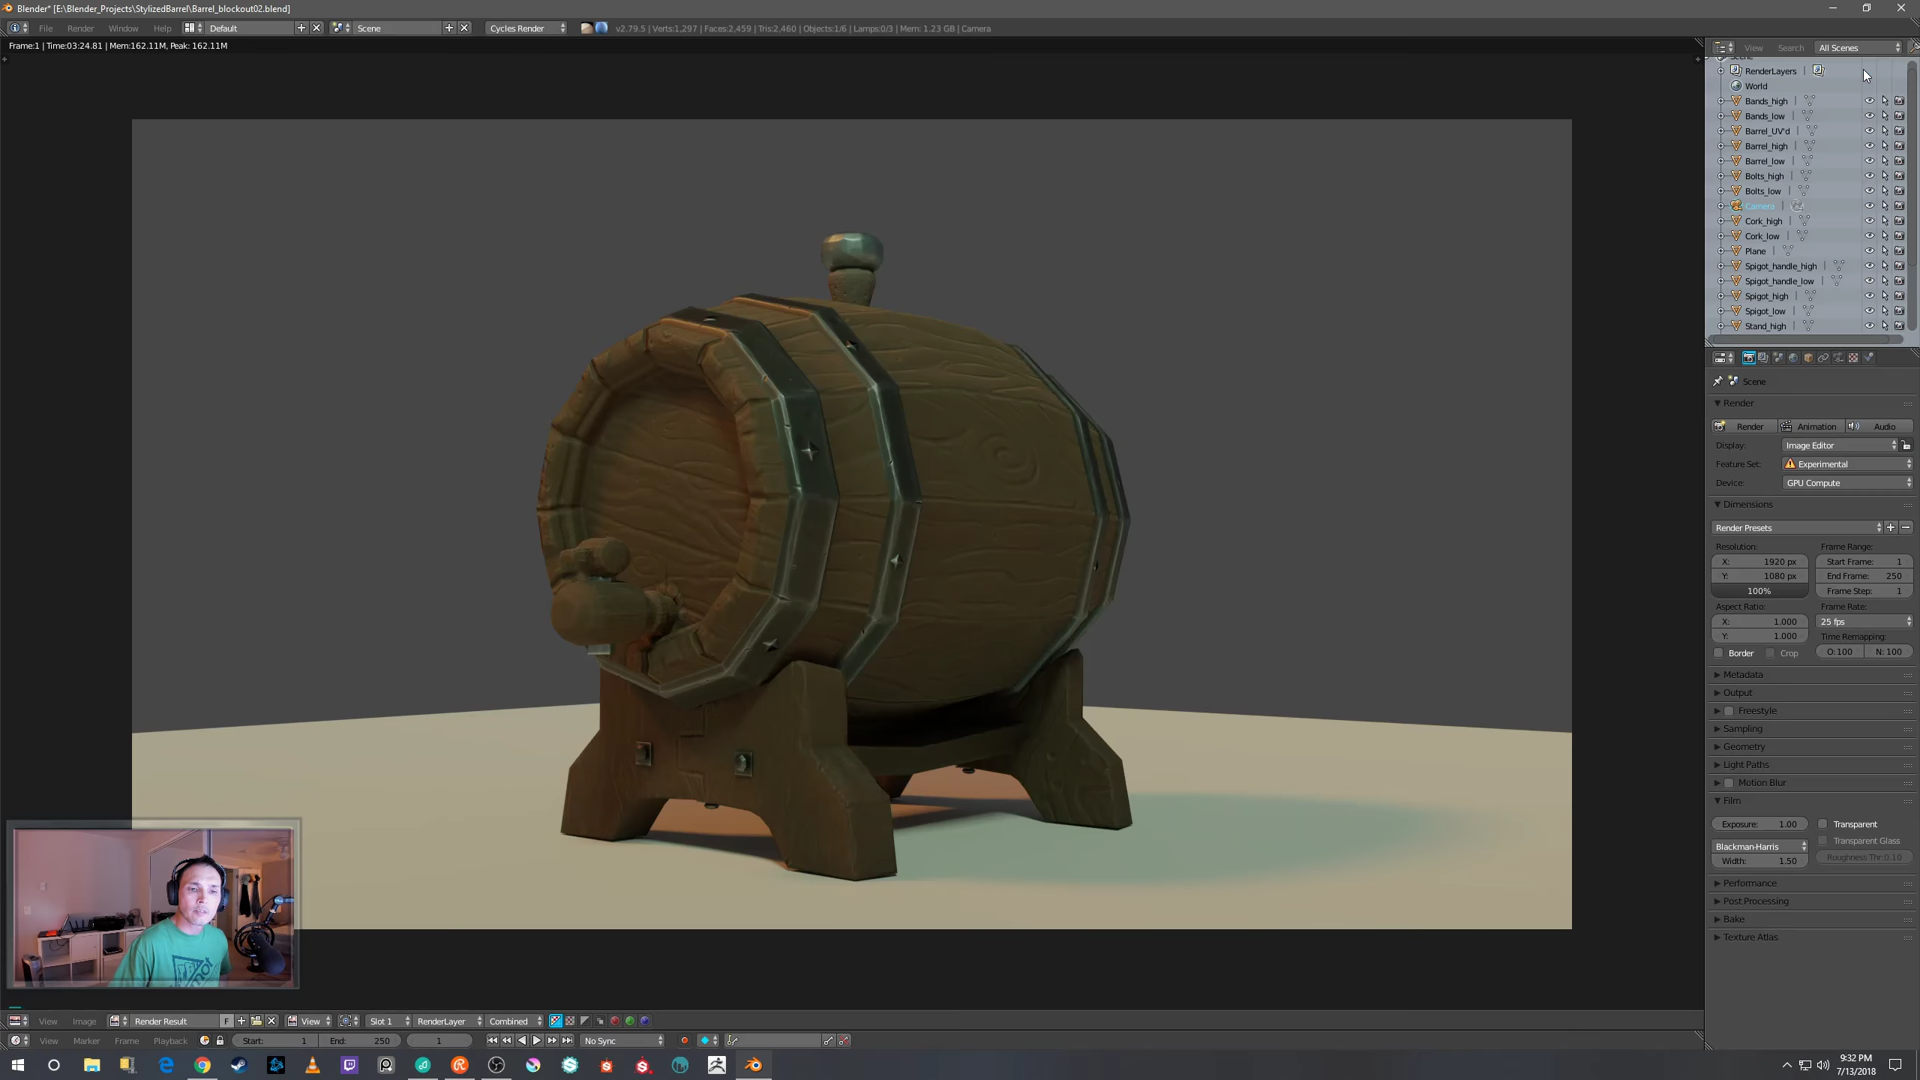 Blender* [E:\Blender_Projects\StylizedBarrel\Barrel_blockout02.blend]
File Render Window Help Default Scene Cycles Render v2.79.5 | Verts:1,297 | Faces:2,459 | Tris:2,460 | Objects:1/6 | Lamps:0/3 | Mem: 1.23 GB | Camera
Frame:1 | Time:03:24.81 | Mem:162.11M, Peak: 162.11M
View Search All Scenes
Scene
RenderLayers
World
Bands_high
Bands_low
Barrel_UV'd
Barrel_high
Barrel_low
Bolts_high
Bolts_low
Camera
Cork_high
Cork_low
Plane
Spigot_handle_high
Spigot_handle_low
Spigot_high
Spigot_low
Stand_high
Scene
Render
Render Animation Audio
Display: Image Editor
Feature Set: Experimental
Device: GPU Compute
Dimensions
Render Presets
Resolution: Frame Range:
X: 1920 px Start Frame: 1
Y: 1080 px End Frame: 250
100% Frame Step: 1
Aspect Ratio: Frame Rate:
X: 1.000 25 fps
Y: 1.000 Time Remapping:
Border Crop O:100 N: 100
Metadata
Output
Freestyle
Sampling
Geometry
Light Paths
Motion Blur
Film
Exposure: 1.00 Transparent
Transparent Glass
Blackman-Harris
Width: 1.50 Roughness Thr:0.10
Performance
Post Processing
Bake
Texture Atlas
View Image Render Result F View Slot 1 RenderLayer Combined
View Marker Frame Playback Start: 1 End: 250 1 No Sync
9:32 PM
7/13/2018